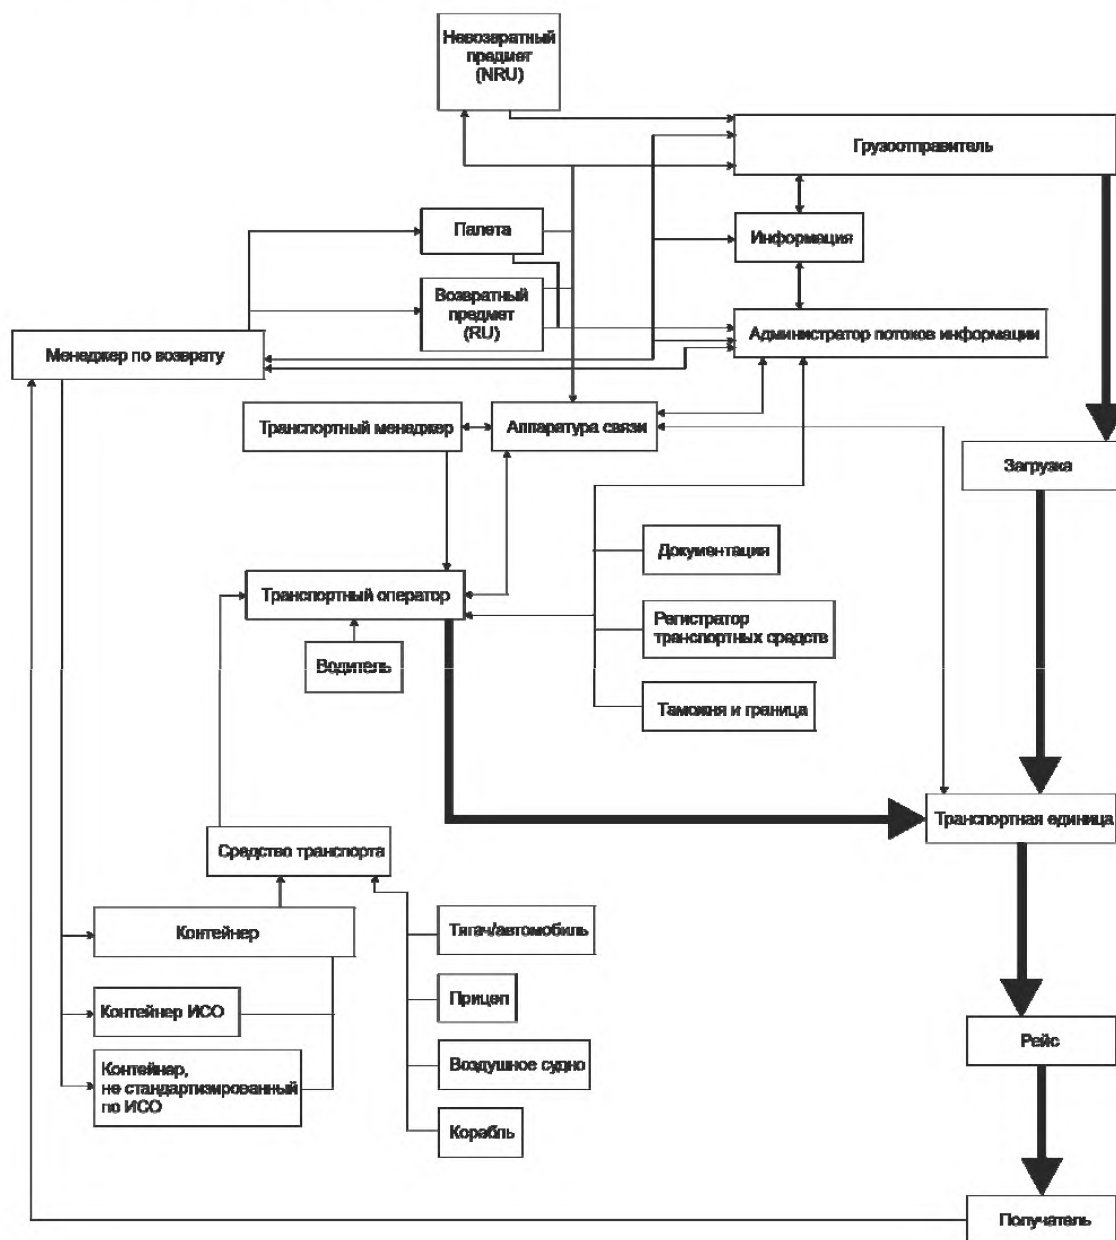 Невозвратный
предмет
(NRU)
Грузоотправитель
Палета
Информация
Возвратный
предмет
(RU)
Администратор потоков информации
Менеджер по возврату
Транспортный менеджер
Аппаратура связи
Загрузка
Документация
Транспортный оператор
Регистратор
транспортных средств
Водитель
Таможня и граница
Транспортная единица
Средство транспорта
Контейнер
Тягач/автомобиль
Прицеп
Контейнер ИСО
Рейс
Воздушное судно
Контейнер,
не стандартизированный
по ИСО
Корабль
Получатель